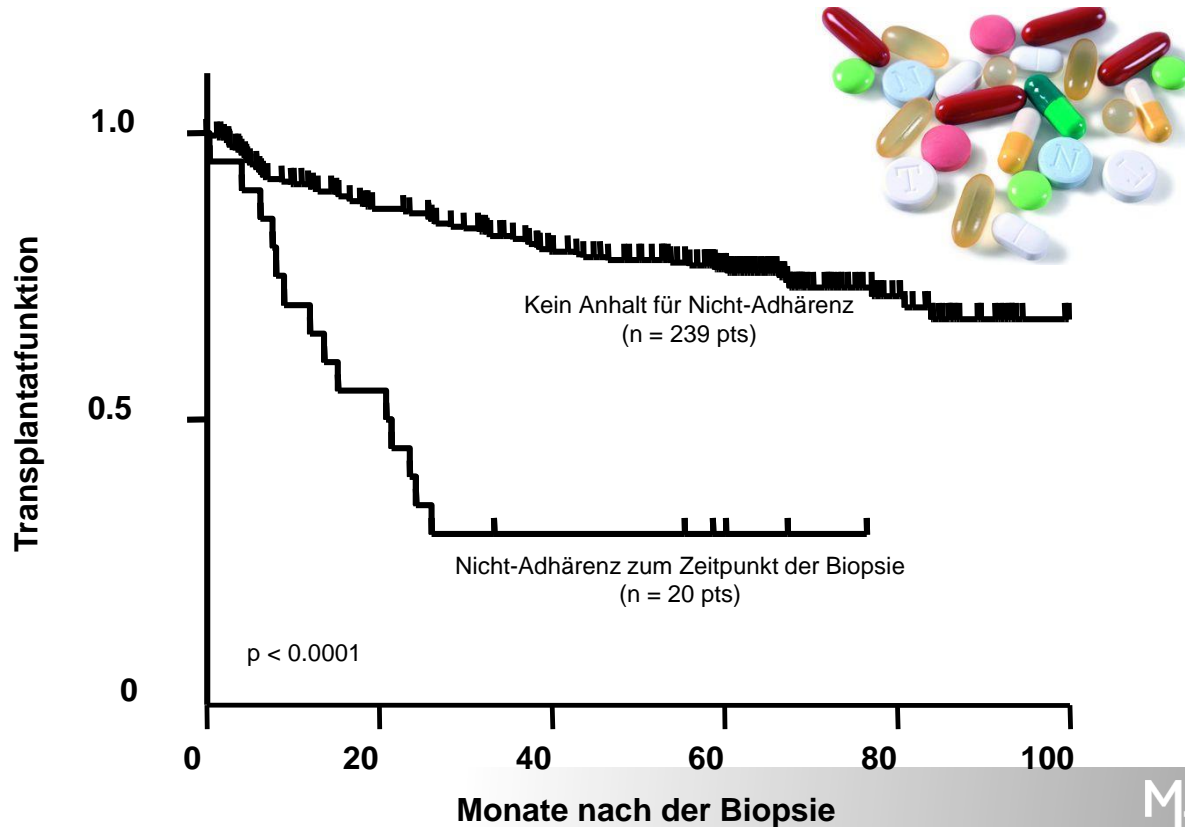 N
N
T
1.0
Transplantatfunktion
Kein Anhalt für Nicht-Adhärenz
(n = 239 pts)
0.5
Nicht-Adhärenz zum Zeitpunkt der Biopsie
(n = 20 pts)
p < 0.0001
0
0 20 40 60 80 100
Monate nach der Biopsie
M